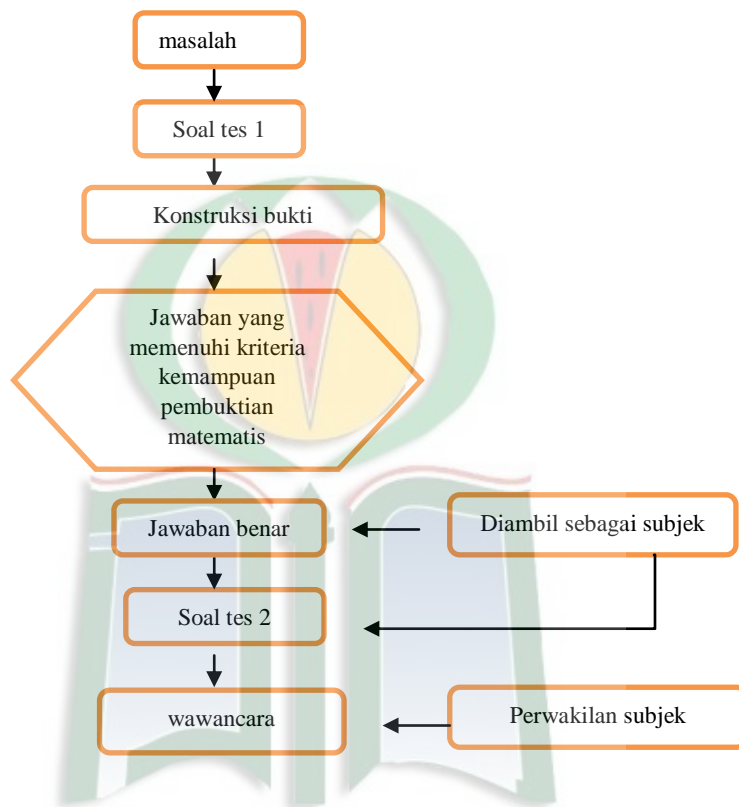 masalah
Soal tes 1
Konstruksi bukti
Jawaban yang
memenuhi kriteria
kemampuan
pembuktian
matematis
Jawaban benar
Diambil sebagai subjek
Soal tes 2
wawancara
Perwakilan subjek